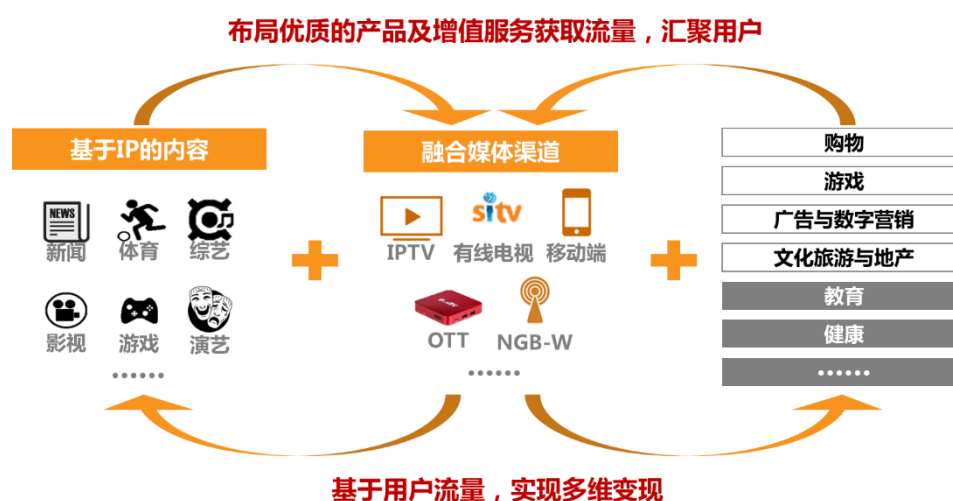 布局优质的产品及增值服务获取流量，汇聚用户
基于IP的内容
NEWS
新闻
体育
综艺
影视
游戏
演艺
……
融合媒体渠道
sitv
IPTV
有线电视
移动端
OTT
NGB-W
……
购物
游戏
广告与数字营销
文化旅游与地产
教育
健康
……
基于用户流量，实现多维变现